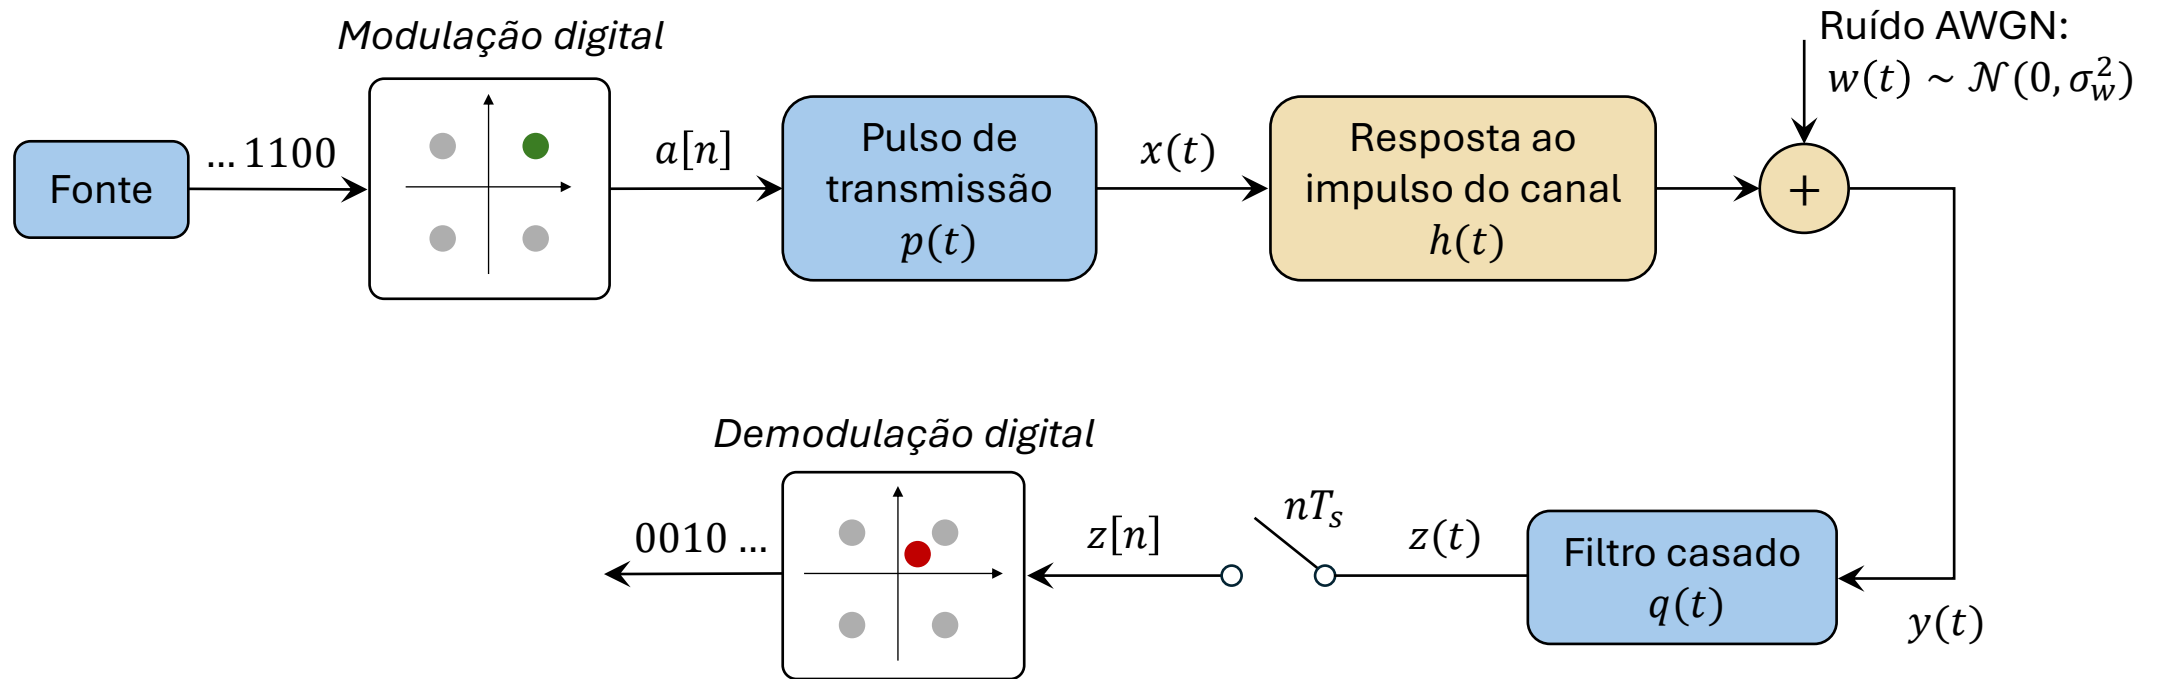 Modulação digital
Fonte
... 1100
a[n]
Pulso de
transmissão
p(t)
x(t)
Resposta ao
impulso do canal
h(t)
Ruído AWGN:
w(t) ~ 𝒩(0, σ_w^2)
+
y(t)
Filtro casado
q(t)
z(t)
nT_s
z[n]
Demodulação digital
0010 ...